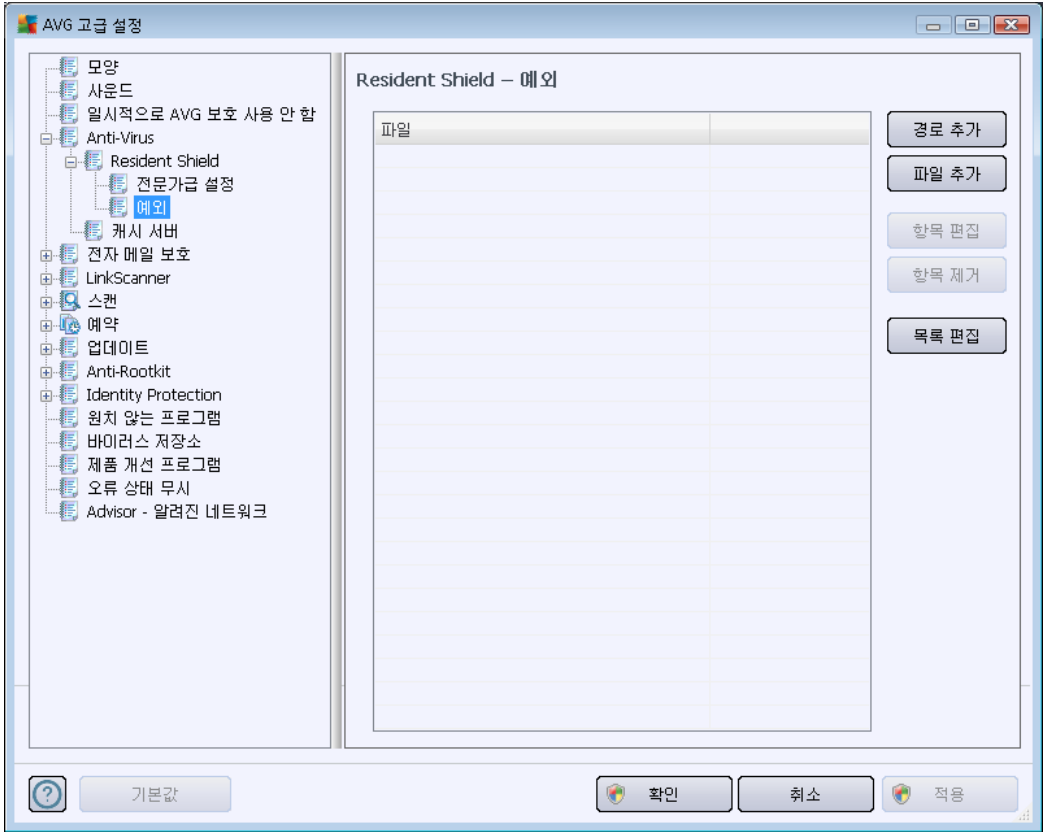 AVG 고급 설정
모양
사운드
일시적으로 AVG 보호 사용 안 함
Anti-Virus
Resident Shield
전문가급 설정
예외
캐시 서버
전자 메일 보호
LinkScanner
스캔
예약
업데이트
Anti-Rootkit
Identity Protection
원치 않는 프로그램
바이러스 저장소
제품 개선 프로그램
오류 상태 무시
Advisor - 알려진 네트워크
Resident Shield – 예외
파일
경로 추가
파일 추가
항목 편집
항목 제거
목록 편집
기본값
확인
취소
적용